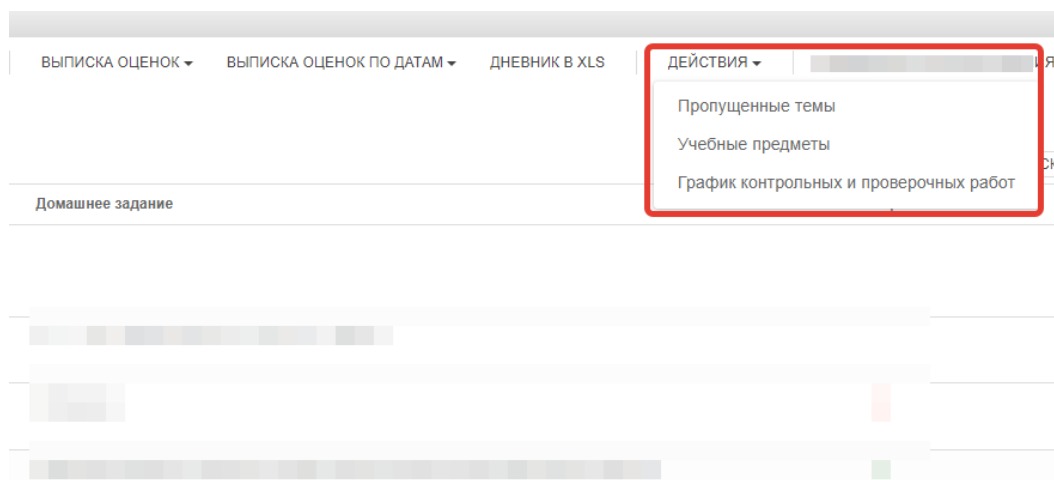 ВЫПИСКА ОЦЕНОК ВЫПИСКА ОЦЕНОК ПО ДАТАМ ДНЕВНИК В XLS ДЕЙСТВИЯ
Пропущенные темы
Учебные предметы
График контрольных и проверочных работ
Домашнее задание